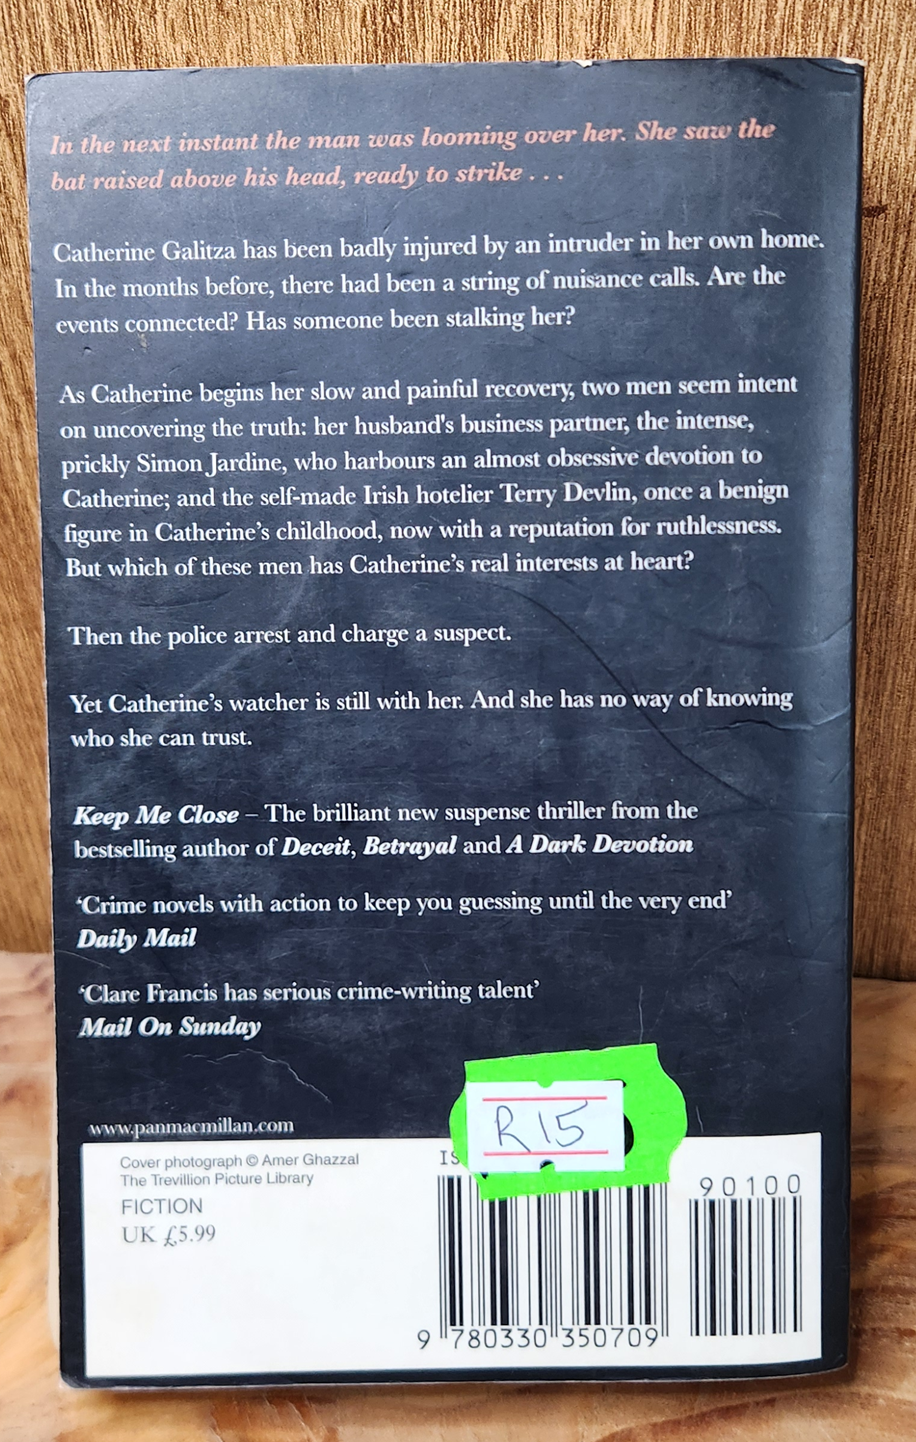 In the next instant the man was looming over her. She saw the
bat raised above his head, ready to strike . . .
Catherine Galitza has been badly injured by an intruder in her own home.
In the months before, there had been a string of nuisance calls. Are the
events connected? Has someone been stalking her?
As Catherine begins her slow and painful recovery, two men seem intent
on uncovering the truth: her husband's business partner, the intense,
prickly Simon Jardine, who harbours an almost obsessive devotion to
Catherine; and the self-made Irish hotelier Terry Devlin, once a benign
figure in Catherine’s childhood, now with a reputation for ruthlessness.
But which of these men has Catherine’s real interests at heart?
Then the police arrest and charge a suspect.
Yet Catherine’s watcher is still with her. And she has no way of knowing
who she can trust.
Keep Me Close – The brilliant new suspense thriller from the
bestselling author of Deceit, Betrayal and A Dark Devotion
‘Crime novels with action to keep you guessing until the very end’
Daily Mail
‘Clare Francis has serious crime-writing talent’
Mail On Sunday
www.panmacmillan.com
Cover photograph © Amer Ghazzal
The Trevillion Picture Library
FICTION
UK £5.99
R15
90100
9 780330 350709